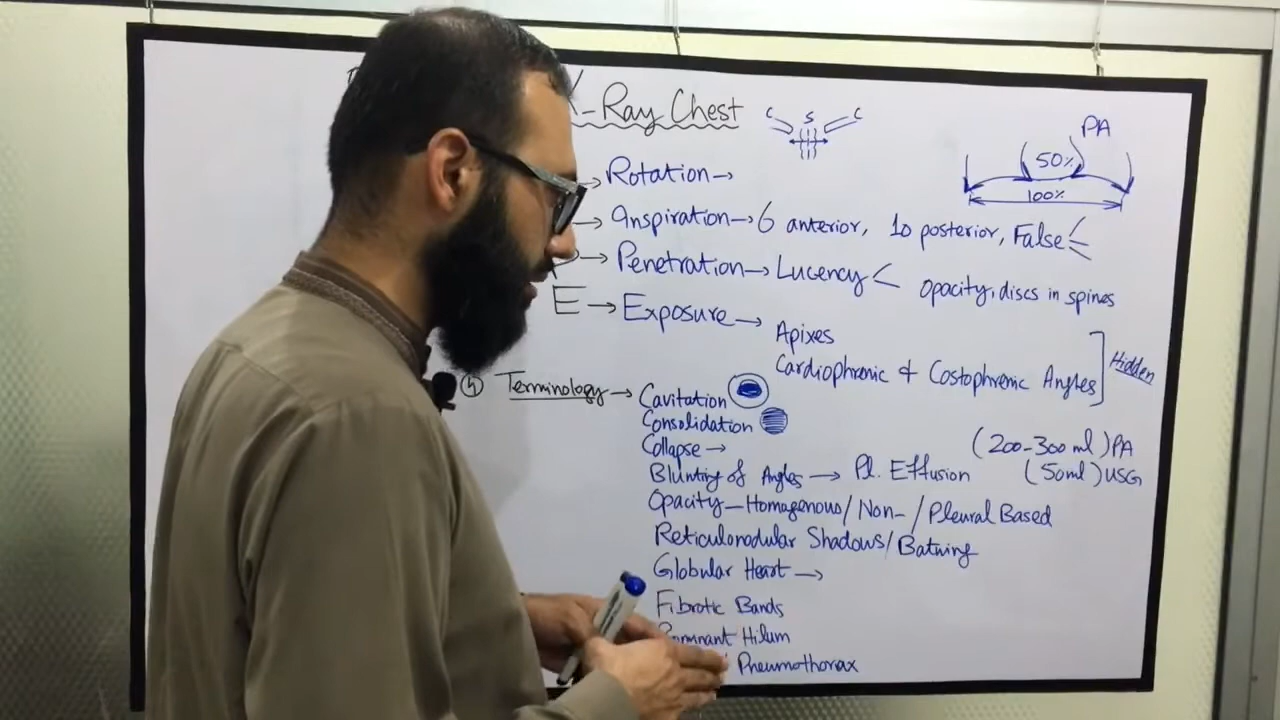 X-Ray Chest
C S C
PA
50%
100%
→ Rotation →
→ Inspiration → 6 anterior, 10 posterior, False <
P → Penetration → Lucency < opacity, discs in spines
E → Exposure → Apixes
Cardiophrenic & Costophrenic Angles ] Hidden
④ Terminology → Cavitation
Consolidation
Collapse →
Blunting of Angles → Pl. Effusion
(200-300 ml) PA
(50ml) USG
Opacity — Homogenous / Non- / Pleural Based
Reticulonodular Shadows / Batwing
Globular Heart →
Fibrotic Bands
Hilum
Pneumothorax